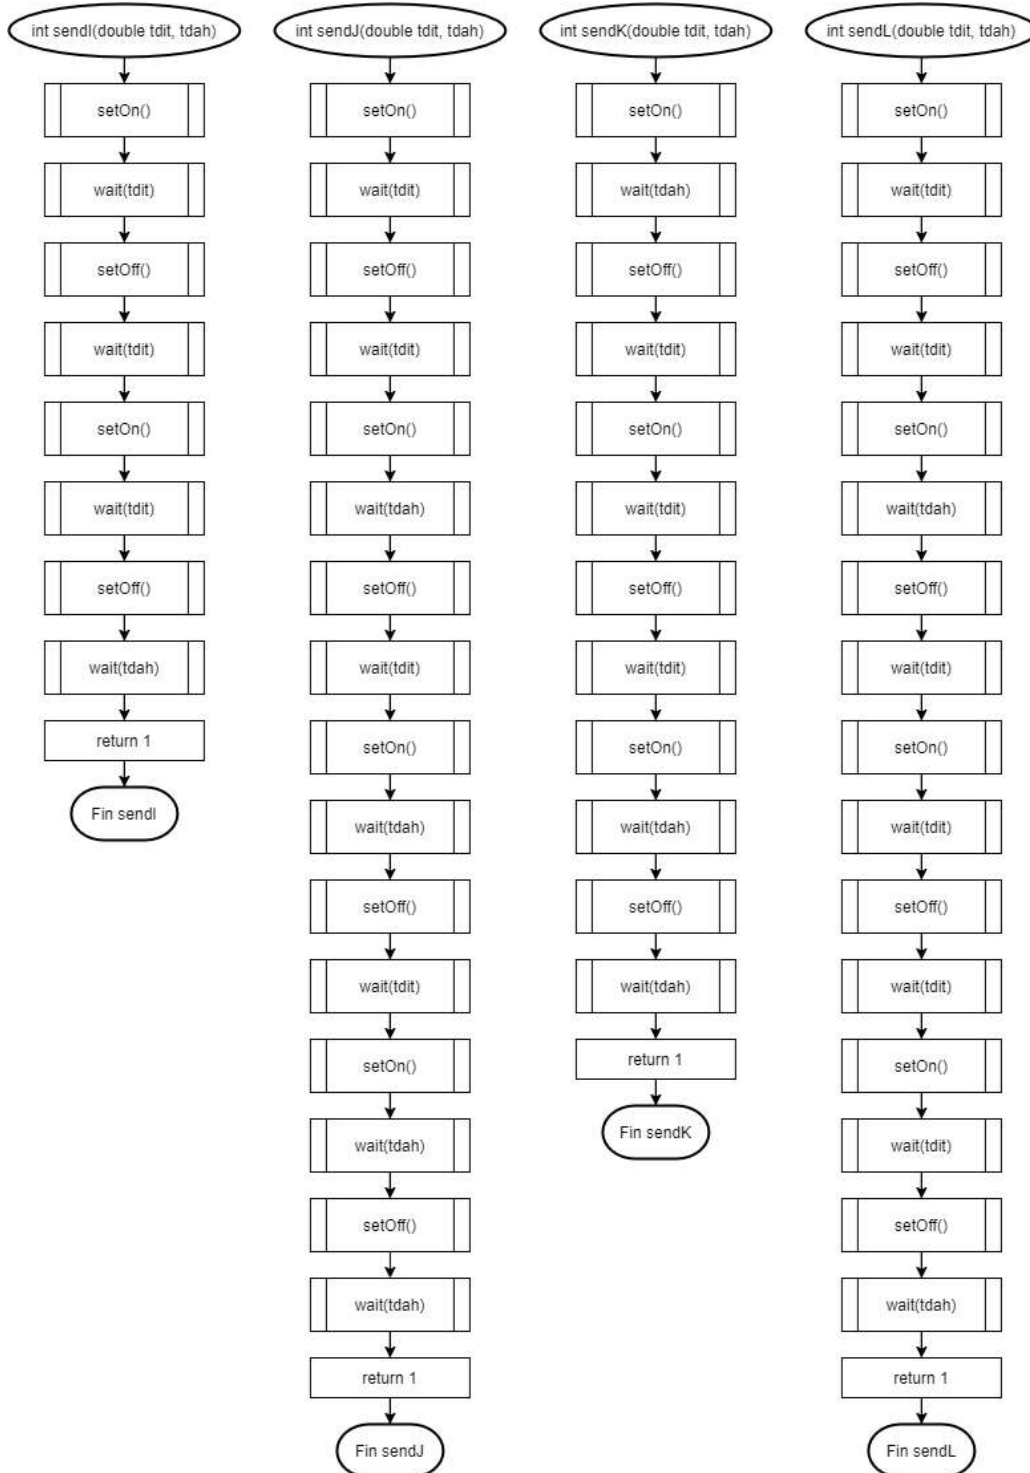 int sendI(double tdit, tdah)
setOn()
wait(tdit)
setOff()
wait(tdit)
setOn()
wait(tdit)
setOff()
wait(tdah)
return 1
Fin sendI
int sendJ(double tdit, tdah)
setOn()
wait(tdit)
setOff()
wait(tdit)
setOn()
wait(tdah)
setOff()
wait(tdit)
setOn()
wait(tdah)
setOff()
wait(tdit)
setOn()
wait(tdah)
setOff()
wait(tdah)
return 1
Fin sendJ
int sendK(double tdit, tdah)
setOn()
wait(tdah)
setOff()
wait(tdit)
setOn()
wait(tdit)
setOff()
wait(tdit)
setOn()
wait(tdah)
setOff()
wait(tdah)
return 1
Fin sendK
int sendL(double tdit, tdah)
setOn()
wait(tdit)
setOff()
wait(tdit)
setOn()
wait(tdah)
setOff()
wait(tdit)
setOn()
wait(tdit)
setOff()
wait(tdit)
setOn()
wait(tdit)
setOff()
wait(tdah)
return 1
Fin sendL